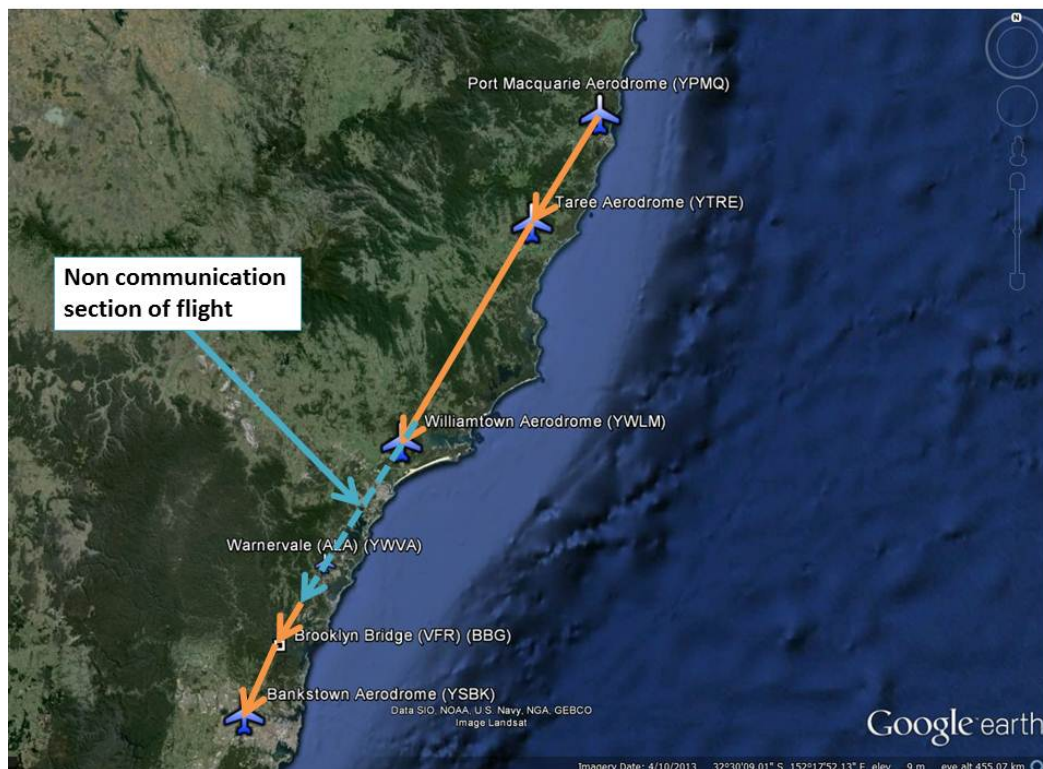 N
Port Macquarie Aerodrome (YPMQ)
Taree Aerodrome (YTRE)
Non communication
section of flight
Williamtown Aerodrome (YWLM)
Warnervale (ALA) (YWVA)
Brooklyn Bridge (VFR) (BBG)
Bankstown Aerodrome (YSBK)
Data SIO, NOAA, U.S. Navy, NGA, GEBCO
Image Landsat
Google earth
Imagery Date: 4/10/2013 32°30'09.01" S 152°17'52.13" E elev 9 m eye alt 455.07 km